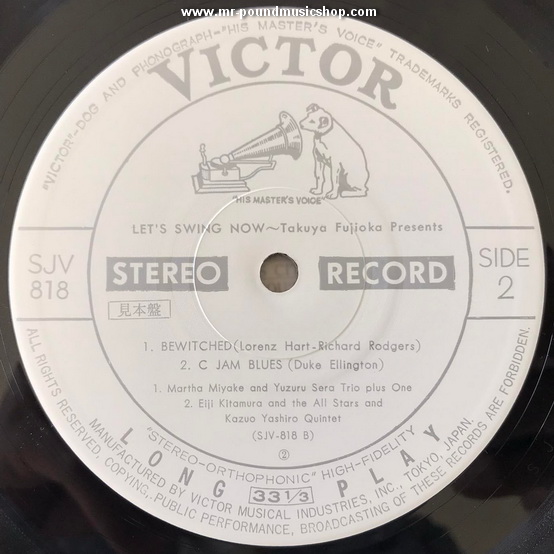 www.mr-poundmusicshop.com
"VICTOR"-DOG AND PHONOGRAPH-"HIS MASTER'S VOICE" TRADEMARKS REGISTERED.
VICTOR
"HIS MASTER'S VOICE"
LET'S SWING NOW~Takuya Fujioka Presents
SJV
818
STEREO RECORD
SIDE
2
見本盤
1. BEWITCHED (Lorenz Hart-Richard Rodgers)
2. C JAM BLUES (Duke Ellington)
1. Martha Miyake and Yuzuru Sera Trio plus One
2. Eiji Kitamura and the All Stars and
Kazuo Yashiro Quintet
(SJV-818 B)
②
"STEREO-ORTHOPHONIC" HIGH-FIDELITY
LONG 33 1/3 PLAY
MANUFACTURED BY VICTOR MUSICAL INDUSTRIES, INC., TOKYO, JAPAN.
ALL RIGHTS RESERVED, COPYING, PUBLIC PERFORMANCE, BROADCASTING OF THESE RECORDS ARE FORBIDDEN.